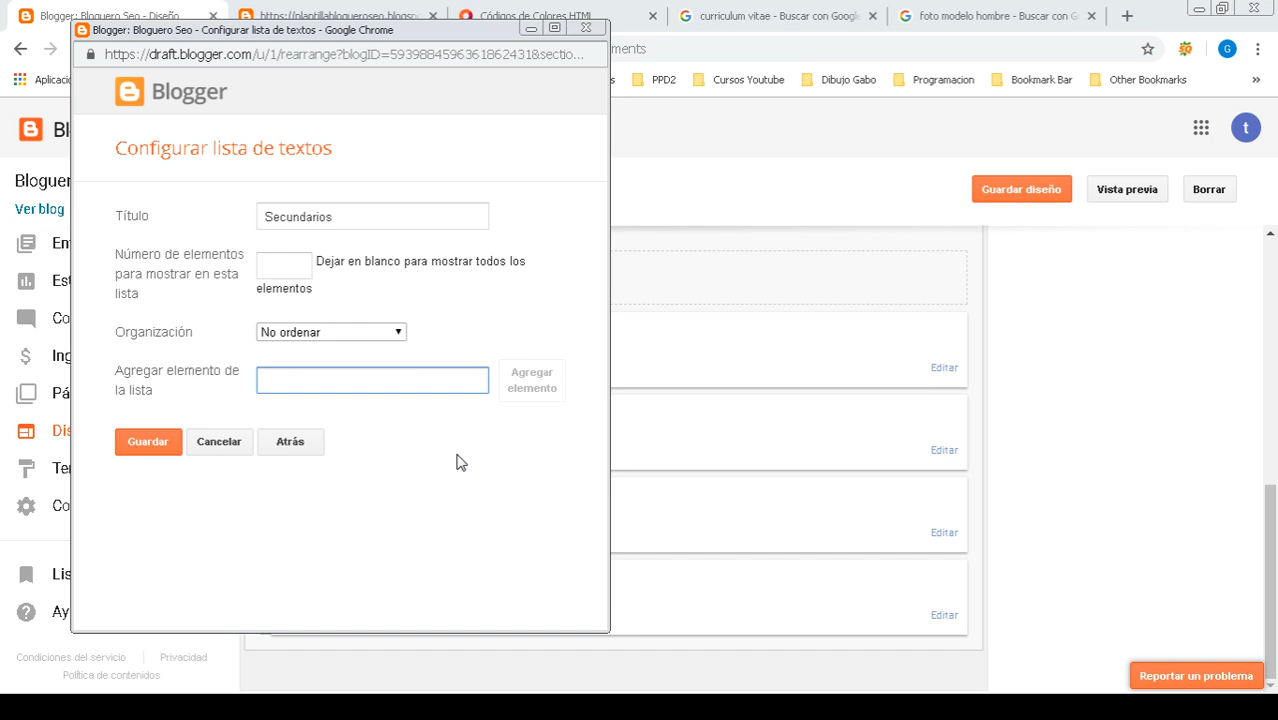 Blogger: Bloguero Seo - Diseño
https://plantillablogueroseo.blogsp
Códigos de Colores HTML
curriculum vitae - Buscar con Google
foto modelo hombre - Buscar con G
Blogger: Bloguero Seo - Configurar lista de textos - Google Chrome
https://draft.blogger.com/u/1/rearrange?blogID=5939884596361862431&sectio...
Aplicacio
PPD2
Cursos Youtube
Dibujo Gabo
Programacion
Bookmark Bar
Other Bookmarks
»
G
Blogger
t
Configurar lista de textos
Bloguer
Ver blog
Guardar diseño
Vista previa
Borrar
Título
Secundarios
Número de elementos
para mostrar en esta
lista
Dejar en blanco para mostrar todos los
elementos
Organización
No ordenar
Agregar elemento de
la lista
Agregar
elemento
Guardar
Cancelar
Atrás
Editar
Editar
Editar
Editar
Condiciones del servicio
Privacidad
Política de contenidos
Reportar un problema